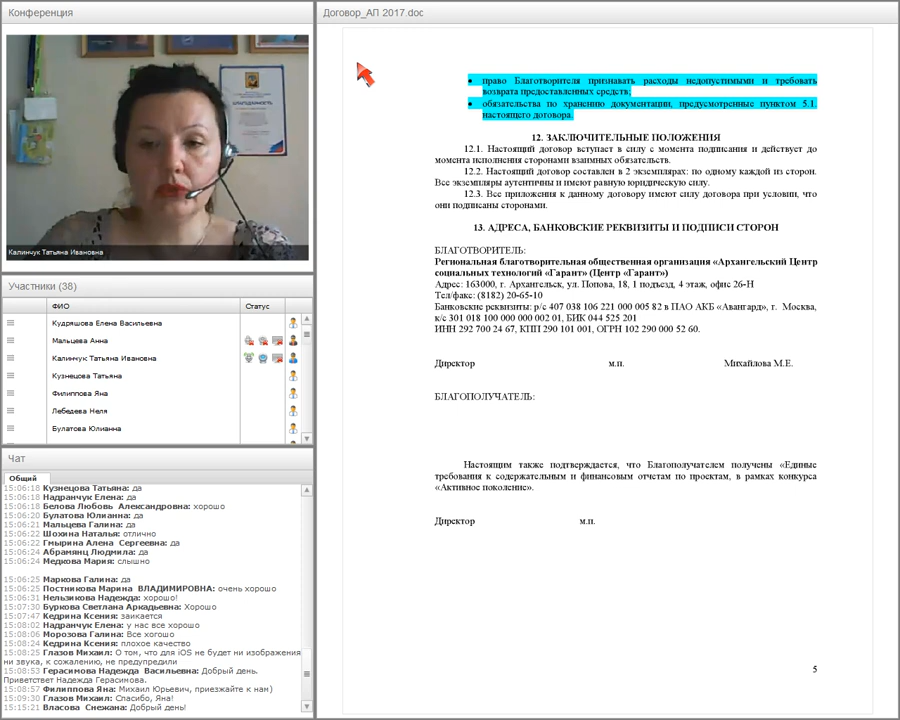 Конференция
БЛАГОДАРНОСТЬ
Калинчук Татьяна Ивановна
Участники (38)
ФИО Статус
Кудряшова Елена Васильевна
Мальцева Анна
Калинчук Татьяна Ивановна
Кузнецова Татьяна
Филиппова Яна
Лебедева Неля
Булатова Юлианна
Чат
Общий
15:06:18 Кузнецова Татьяна: да
15:06:18 Надранчук Елена: да
15:06:18 Белова Любовь Александровна: хорошо
15:06:20 Булатова Юлианна: да
15:06:21 Мальцева Галина: да
15:06:22 Шохина Наталья: отлично
15:06:22 Гмырина Алена Сергеевна: да
15:06:24 Абрамянц Людмила: да
15:06:24 Медкова Мария: слышно
15:06:25 Маркова Галина: да
15:06:25 Постникова Марина ВЛАДИМИРОВНА: очень хорошо
15:06:31 Нельзикова Надежда: хорошо!
15:07:30 Буркова Светлана Аркадьевна: Хорошо
15:07:47 Кедрина Ксения: заикается
15:08:02 Надранчук Елена: у нас все хорошо
15:08:06 Морозова Галина: Все хогошо
15:08:24 Кедрина Ксения: плохое качество
15:08:25 Глазов Михаил: О том, что для iOS не будет ни изображения,
ни звука, к сожалению, не предупредили
15:08:53 Герасимова Надежда Васильевна: Добрый день.
Приветствет Надежда Герасимова.
15:08:57 Филиппова Яна: Михаил Юрьевич, приезжайте к нам)
15:09:30 Глазов Михаил: Спасибо, Яна!
15:15:21 Власова Снежана: Добрый день!
Договор_АП 2017.doc
• право Благотворителя признавать расходы недопустимыми и требовать
возврата предоставленных средств;
• обязательства по хранению документации, предусмотренные пунктом 5.1.
настоящего договора.
12. ЗАКЛЮЧИТЕЛЬНЫЕ ПОЛОЖЕНИЯ
12.1. Настоящий договор вступает в силу с момента подписания и действует до
момента исполнения сторонами взаимных обязательств.
12.2. Настоящий договор составлен в 2 экземплярах: по одному каждой из сторон.
Все экземпляры аутентичны и имеют равную юридическую силу.
12.3. Все приложения к данному договору имеют силу договора при условии, что
они подписаны сторонами.
13. АДРЕСА, БАНКОВСКИЕ РЕКВИЗИТЫ И ПОДПИСИ СТОРОН
БЛАГОТВОРИТЕЛЬ:
Региональная благотворительная общественная организация «Архангельский Центр
социальных технологий «Гарант» (Центр «Гарант»)
Адрес: 163000, г. Архангельск, ул. Попова, 18, 1 подъезд, 4 этаж, офис 26-Н
Тел/факс: (8182) 20-65-10
Банковские реквизиты: р/с 407 038 106 221 000 005 82 в ПАО АКБ «Авангард», г. Москва,
к/с 301 018 100 000 000 002 01, БИК 044 525 201
ИНН 292 700 24 67, КПП 290 101 001, ОГРН 102 290 000 52 60.
Директор м.п. Михайлова М.Е.
БЛАГОПОЛУЧАТЕЛЬ:
Настоящим также подтверждается, что Благополучателем получены «Единые
требования к содержательным и финансовым отчетам по проектам, в рамках конкурса
«Активное поколение».
Директор м.п.
5